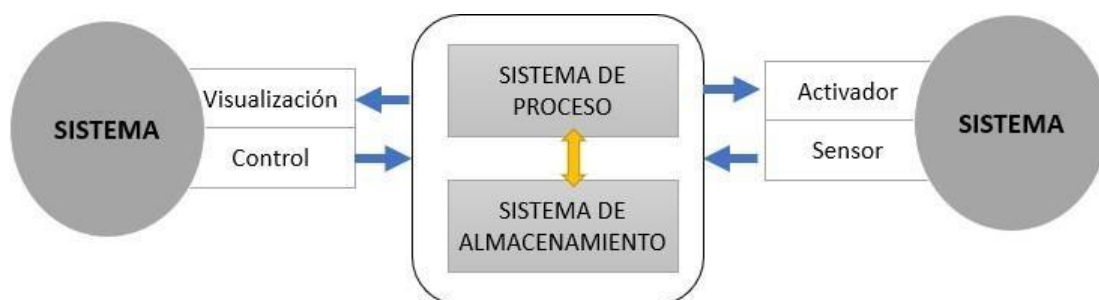 SISTEMA
Visualización
Control
SISTEMA DE
PROCESO
SISTEMA DE
ALMACENAMIENTO
Activador
Sensor
SISTEMA